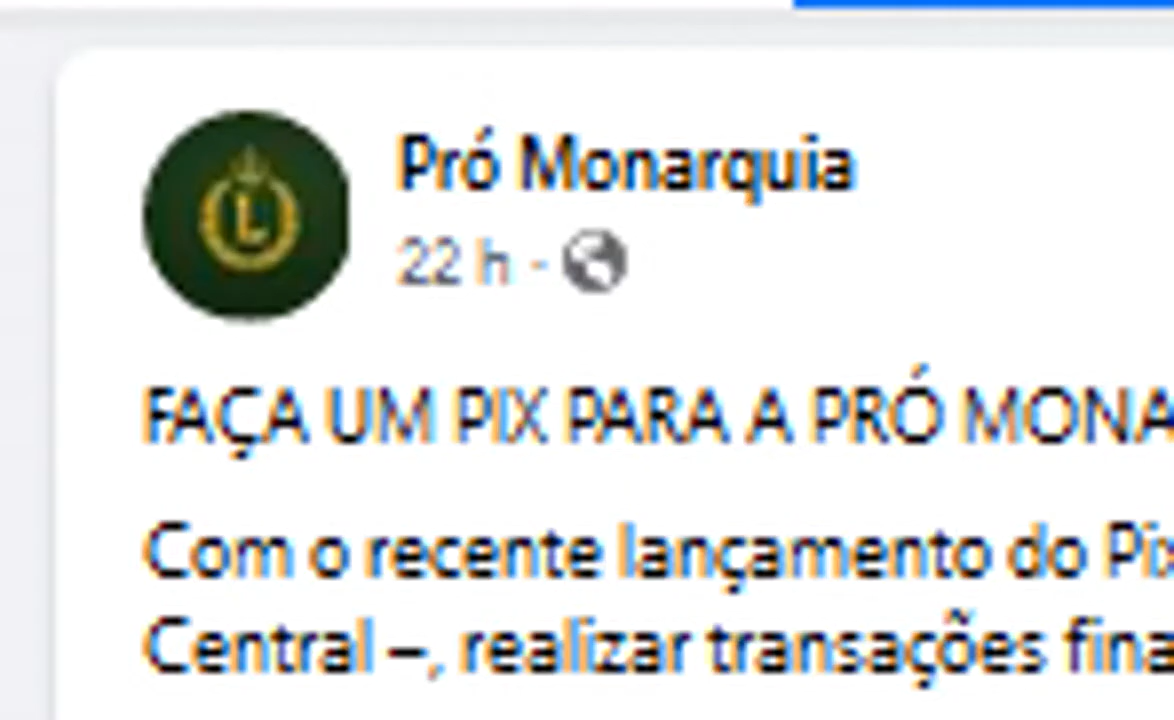 L
Pró Monarquia
22 h ·
FAÇA UM PIX PARA A PRÓ MONA
Com o recente lançamento do Pix
Central –, realizar transações fina